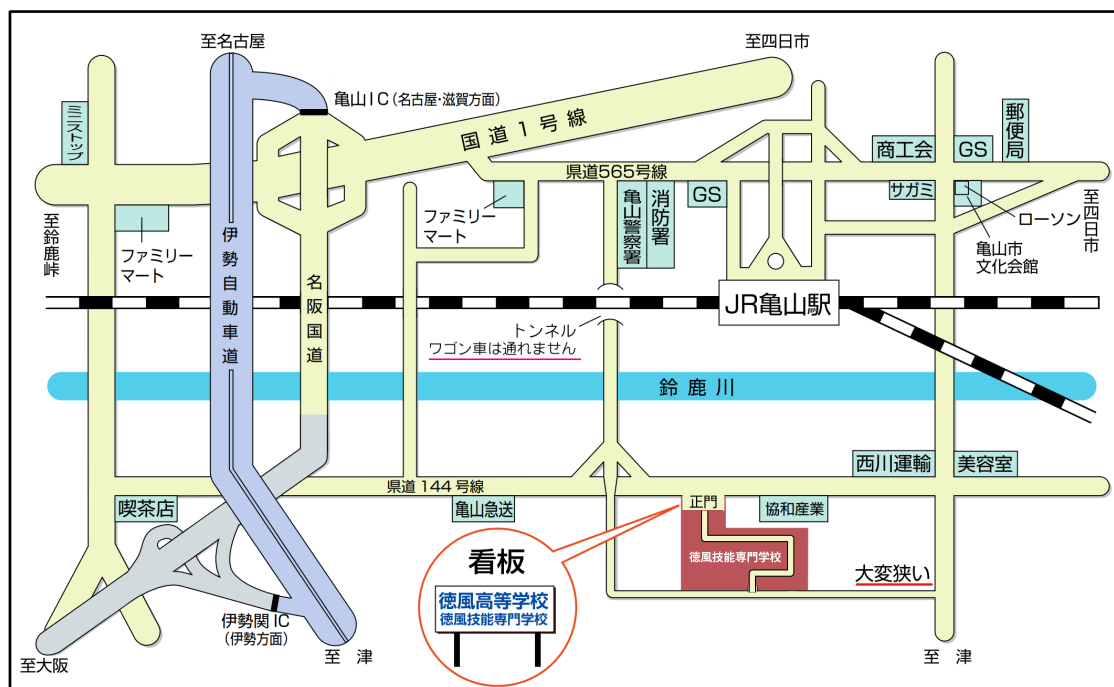 至名古屋
至四日市
亀山IC(名古屋・滋賀方面)
国道1号線
ミニストップ
県道565号線
商工会
GS
郵便局
至鈴鹿峠
ファミリー
マート
伊勢自動車道
名阪国道
ファミリー
マート
亀山警察署
消防署
GS
サガミ
ローソン
亀山市
文化会館
至四日市
JR亀山駅
トンネル
ワゴン車は通れません
鈴鹿川
西川運輸
美容室
県道144号線
喫茶店
亀山急送
正門
協和産業
徳風技能専門学校
大変狭い
看板
徳風高等学校
徳風技能専門学校
伊勢関IC
(伊勢方面)
至大阪
至 津
至 津